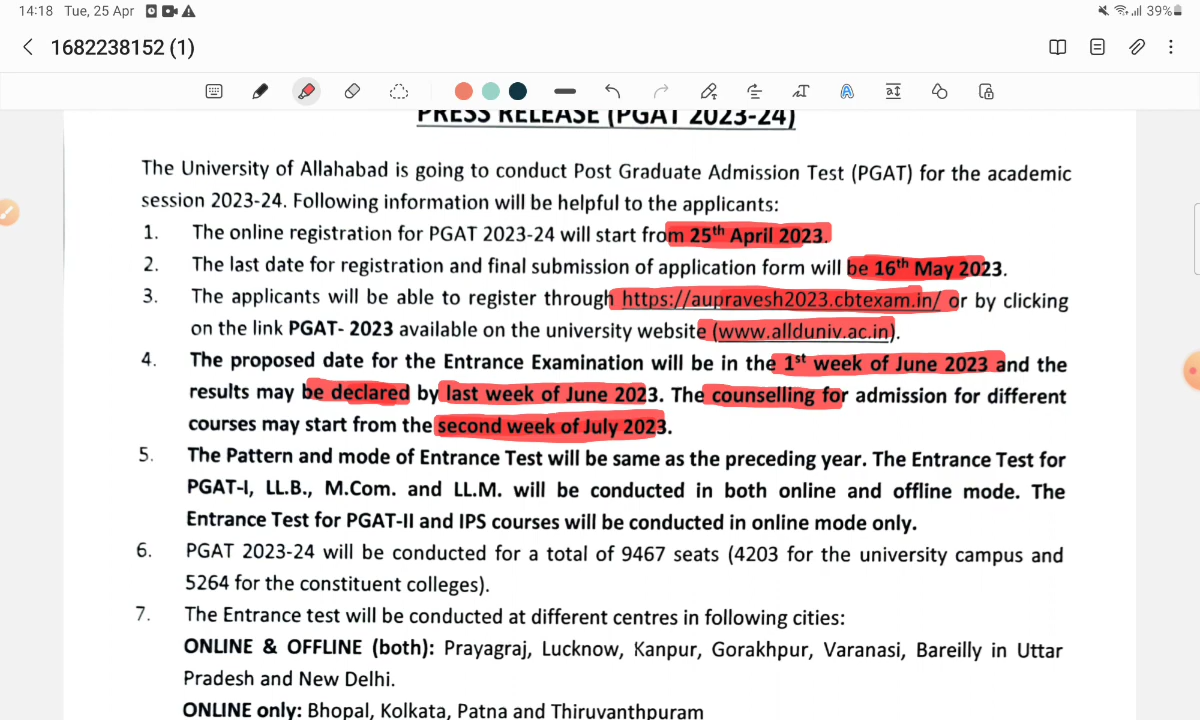 14:18 Tue, 25 Apr
39%
1682238152 (1)
PRESS RELEASE (PGAT 2023-24)
The University of Allahabad is going to conduct Post Graduate Admission Test (PGAT) for the academic
session 2023-24. Following information will be helpful to the applicants:
1. The online registration for PGAT 2023-24 will start from 25th April 2023.
2. The last date for registration and final submission of application form will be 16th May 2023.
3. The applicants will be able to register through https://aupravesh2023.cbtexam.in/ or by clicking
on the link PGAT- 2023 available on the university website (www.allduniv.ac.in).
4. The proposed date for the Entrance Examination will be in the 1st week of June 2023 and the
results may be declared by last week of June 2023. The counselling for admission for different
courses may start from the second week of July 2023.
5. The Pattern and mode of Entrance Test will be same as the preceding year. The Entrance Test for
PGAT-I, LL.B., M.Com. and LL.M. will be conducted in both online and offline mode. The
Entrance Test for PGAT-II and IPS courses will be conducted in online mode only.
6. PGAT 2023-24 will be conducted for a total of 9467 seats (4203 for the university campus and
5264 for the constituent colleges).
7. The Entrance test will be conducted at different centres in following cities:
ONLINE & OFFLINE (both): Prayagraj, Lucknow, Kanpur, Gorakhpur, Varanasi, Bareilly in Uttar
Pradesh and New Delhi.
ONLINE only: Bhopal, Kolkata, Patna and Thiruvanthpuram